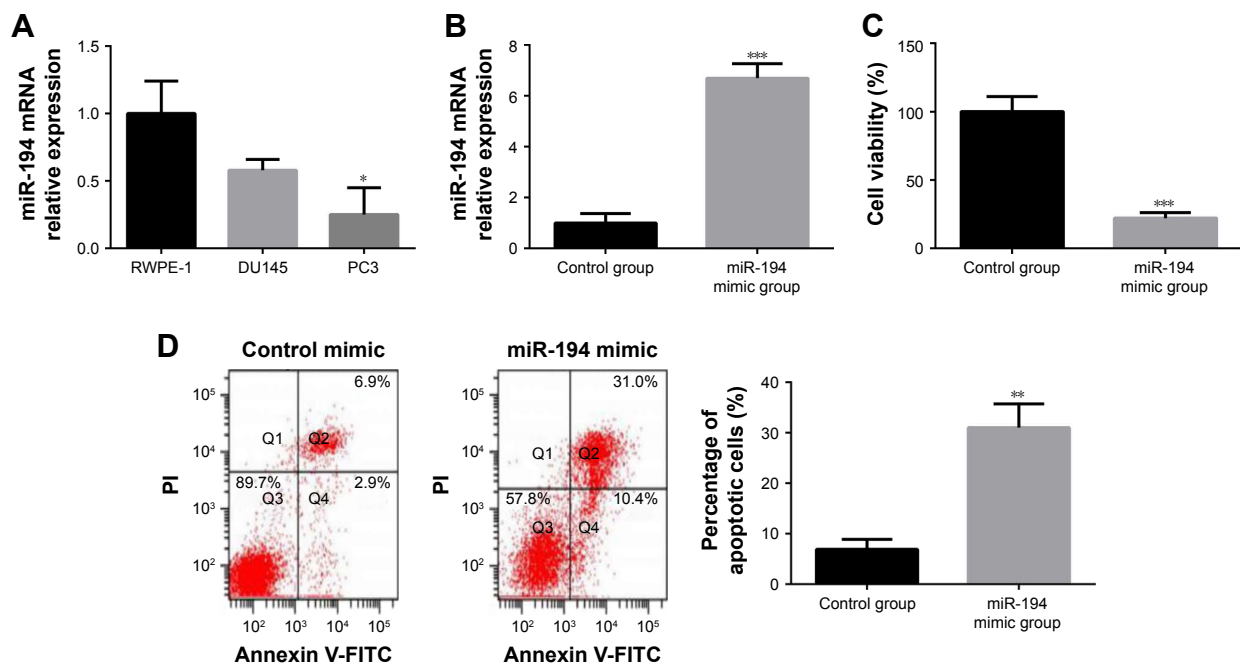 A
miR-194 mRNA
relative expression
1.5
1.0
0.5
0.0
*
RWPE-1 DU145 PC3
B
miR-194 mRNA
relative expression
8
6
4
2
0
***
Control group miR-194
mimic group
C
Cell viability (%)
150
100
50
0
***
Control group miR-194
mimic group
D
Control mimic
PI
10⁵
10⁴
10³
10²
6.9%
Q1 Q2
89.7% 2.9%
Q3 Q4
10² 10³ 10⁴ 10⁵
Annexin V-FITC
miR-194 mimic
PI
10⁵
10⁴
10³
10²
31.0%
Q1 Q2
57.8% 10.4%
Q3 Q4
10² 10³ 10⁴ 10⁵
Annexin V-FITC
Percentage of
apoptotic cells (%)
40
30
20
10
0
**
Control group miR-194
mimic group